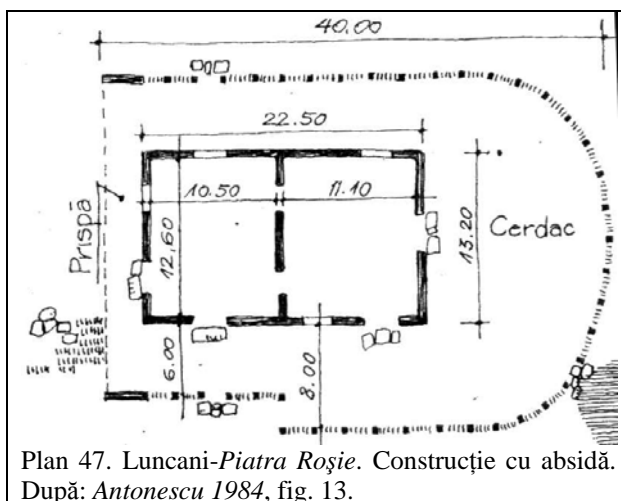 40.00
22.50
10.50
11.10
Prispă
12,60
13.20
Cerdac
6.00
8.00
Plan 47. Luncani-Piatra Roşie. Construcţie cu absidă.
După: Antonescu 1984, fig. 13.